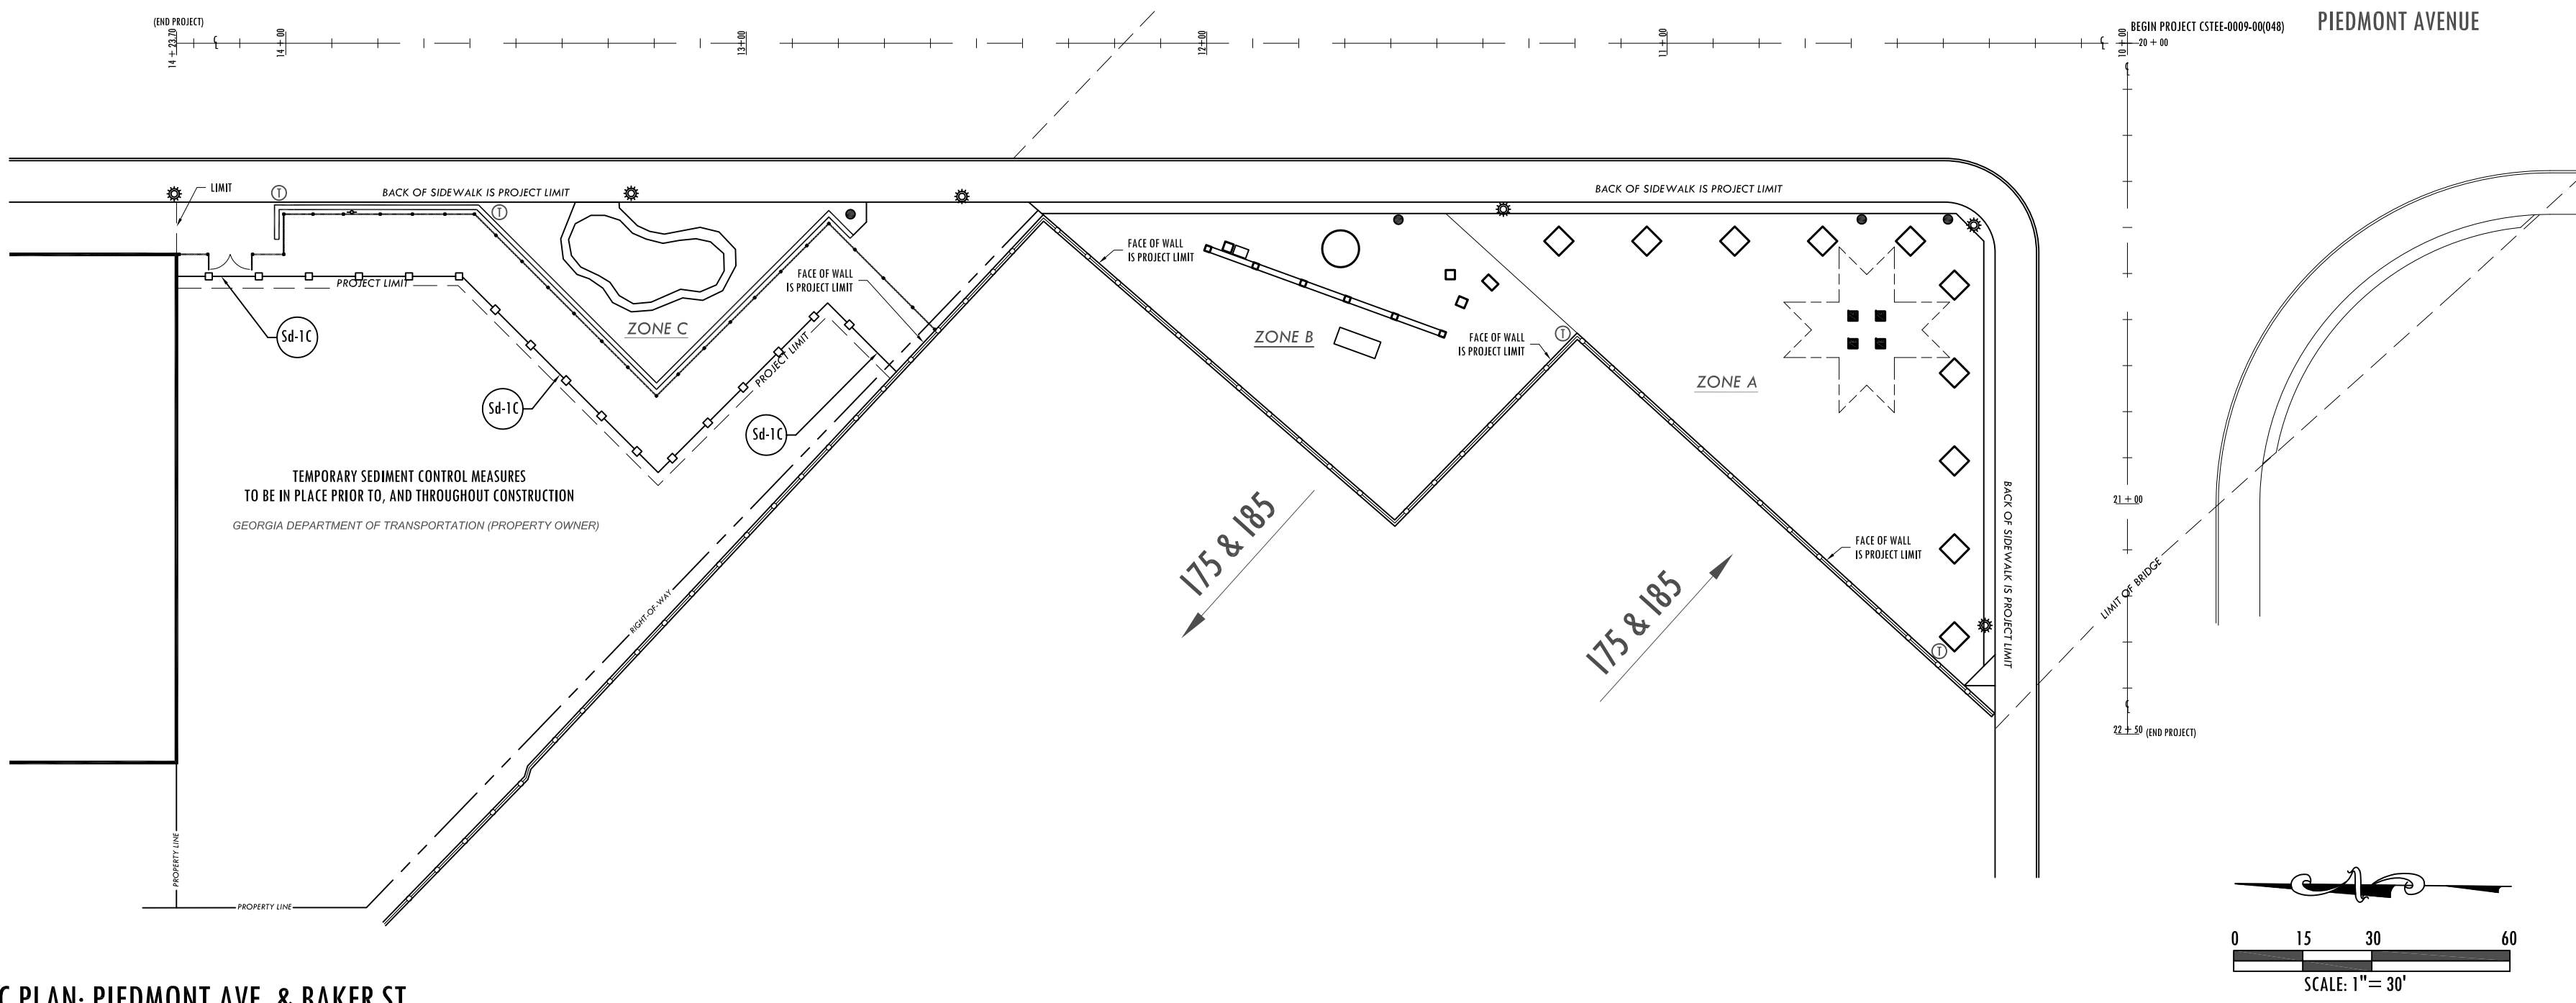 (END PROJECT)
14 + 23.70
14 + 00
13+00
12+00
11 + 00
10 + 00
BEGIN PROJECT CSTEE-0009-00(048)
20 + 00
PIEDMONT AVENUE
LIMIT
T
BACK OF SIDEWALK IS PROJECT LIMIT
T
BACK OF SIDEWALK IS PROJECT LIMIT
FACE OF WALL
IS PROJECT LIMIT
FACE OF WALL
IS PROJECT LIMIT
PROJECT LIMIT
ZONE C
ZONE B
FACE OF WALL
IS PROJECT LIMIT
T
ZONE A
Sd-1C
PROJECT LIMIT
Sd-1C
Sd-1C
TEMPORARY SEDIMENT CONTROL MEASURES
TO BE IN PLACE PRIOR TO, AND THROUGHOUT CONSTRUCTION
GEORGIA DEPARTMENT OF TRANSPORTATION (PROPERTY OWNER)
I75 & I85
I75 & I85
FACE OF WALL
IS PROJECT LIMIT
BACK OF SIDEWALK IS PROJECT LIMIT
21 + 00
LIMIT OF BRIDGE
RIGHT-OF-WAY
T
22 + 50 (END PROJECT)
PROPERTY LINE
PROPERTY LINE
N
0 15 30 60
SCALE: 1"= 30'
C PLAN: PIEDMONT AVE. & BAKER ST.